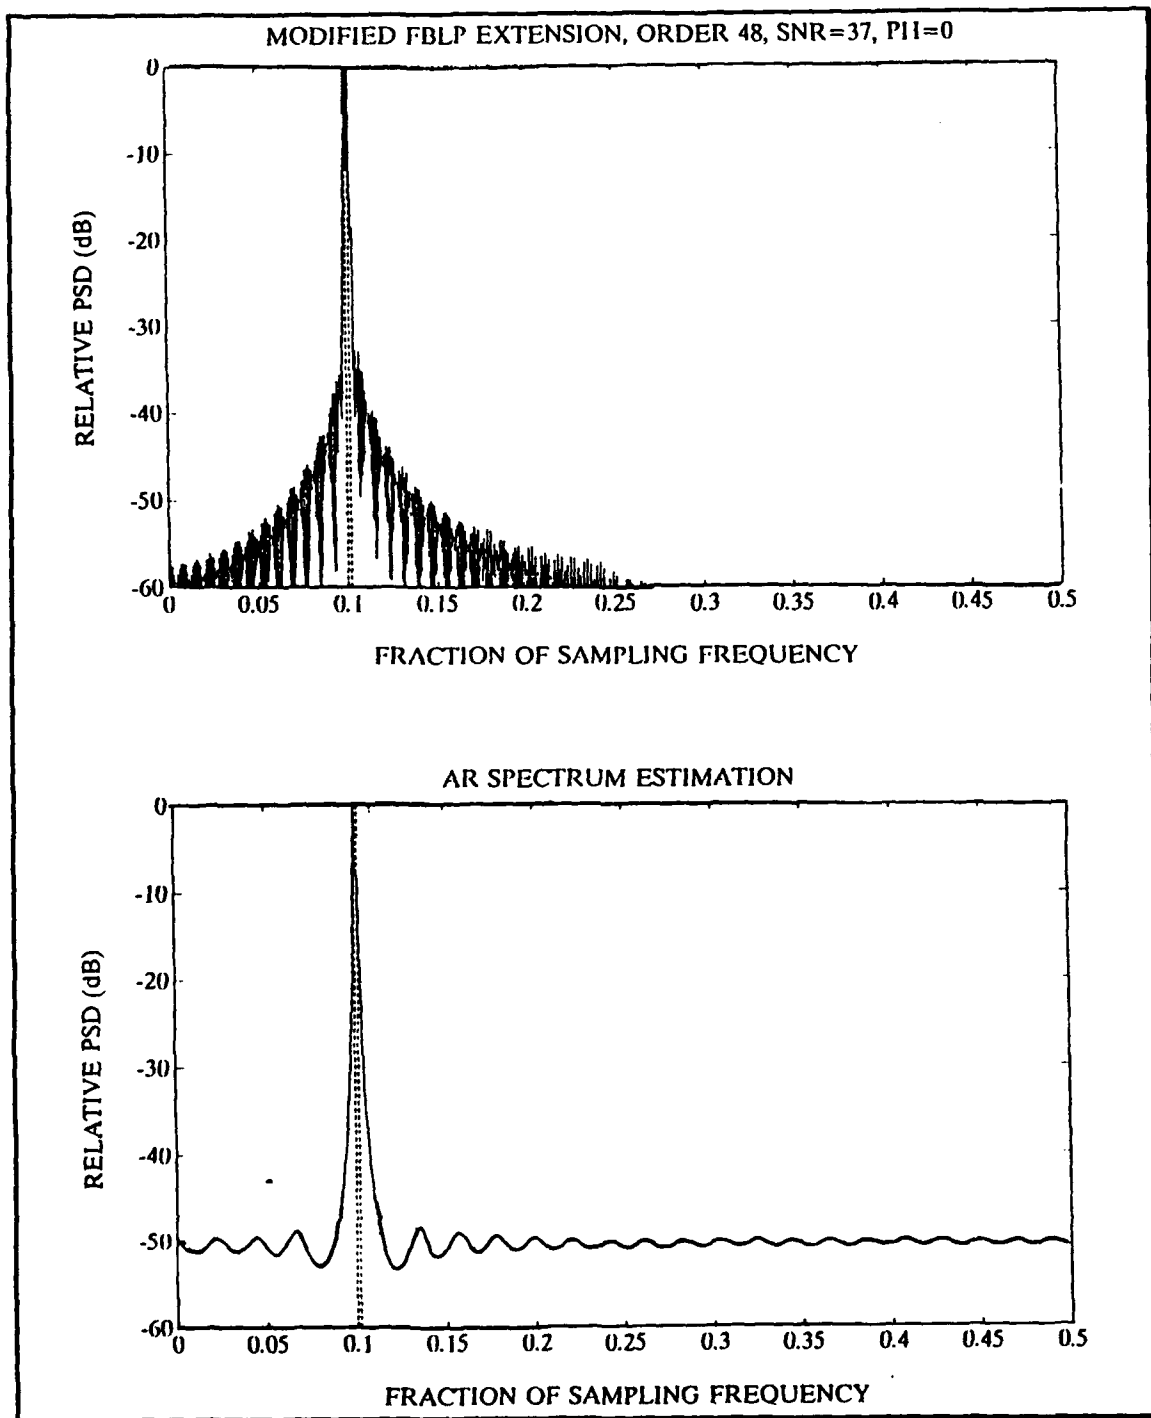 MODIFIED FBLP EXTENSION, ORDER 48, SNR=37, PH=0
0
-10
-20
-30
-40
-50
-60
RELATIVE PSD (dB)
0 0.05 0.1 0.15 0.2 0.25 0.3 0.35 0.4 0.45 0.5
FRACTION OF SAMPLING FREQUENCY
AR SPECTRUM ESTIMATION
0
-10
-20
-30
-40
-50
-60
RELATIVE PSD (dB)
0 0.05 0.1 0.15 0.2 0.25 0.3 0.35 0.4 0.45 0.5
FRACTION OF SAMPLING FREQUENCY